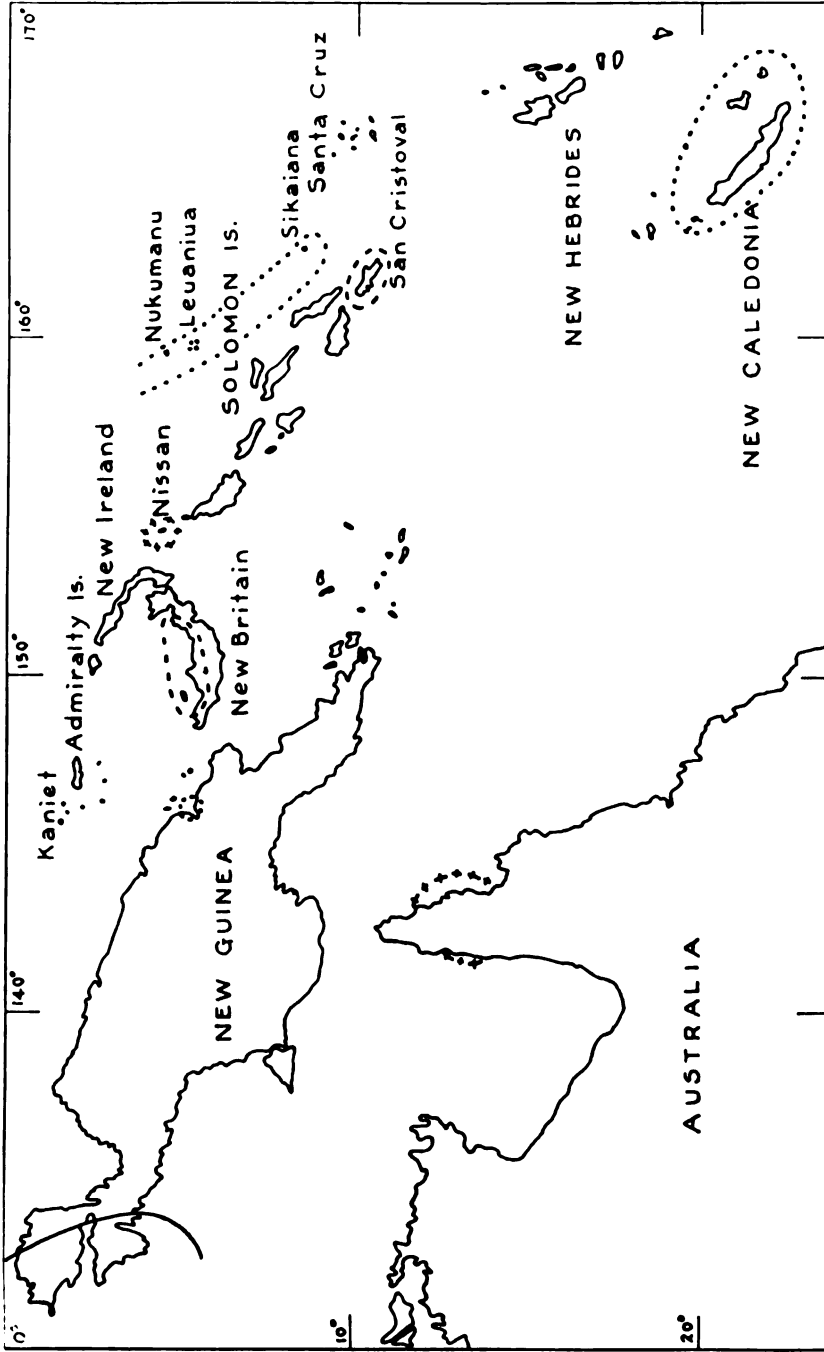 0°
140°
150°
160°
170°
10°
20°
Kaniet
Admiralty Is.
New Ireland
Nissan
Nukumanu
Leuaniua
SOLOMON IS.
Sikaiana
Santa Cruz
San Cristoval
New Britain
NEW GUINEA
NEW HEBRIDES
NEW CALEDONIA
AUSTRALIA